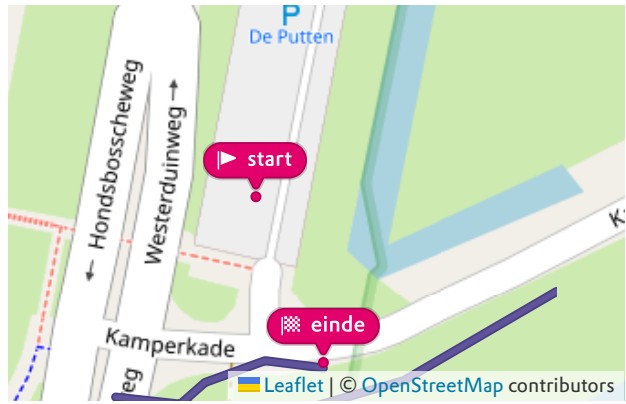 P
De Putten
Hondsbosscheweg
Westerduinweg
start
einde
Kamperkade
Leaflet | © OpenStreetMap contributors